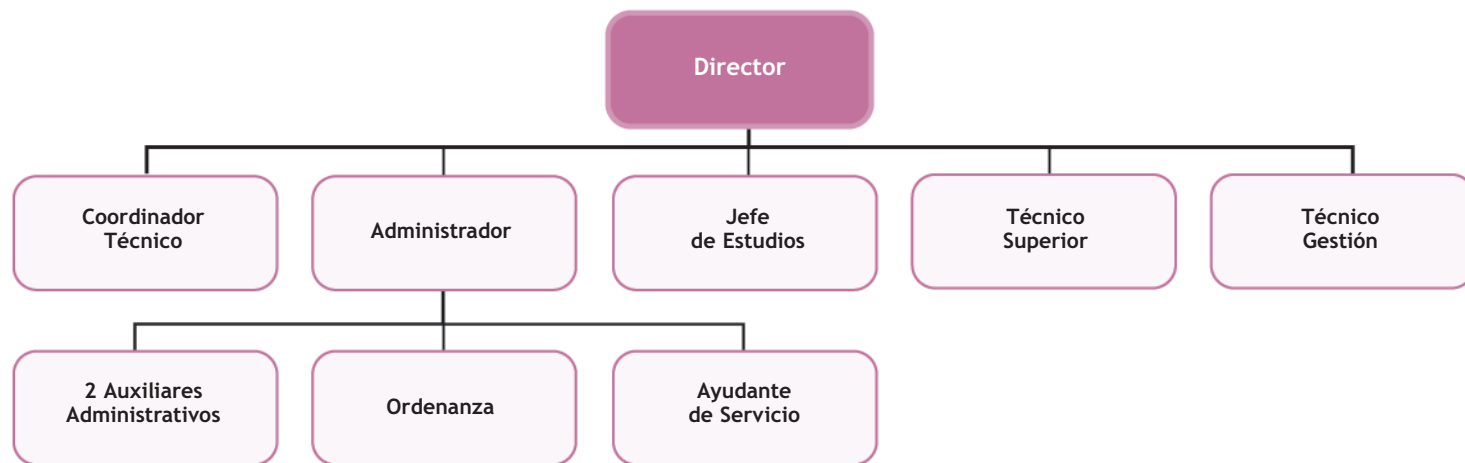 Director
Coordinador
Técnico
Administrador
Jefe
de Estudios
Técnico
Superior
Técnico
Gestión
2 Auxiliares
Administrativos
Ordenanza
Ayudante
de Servicio